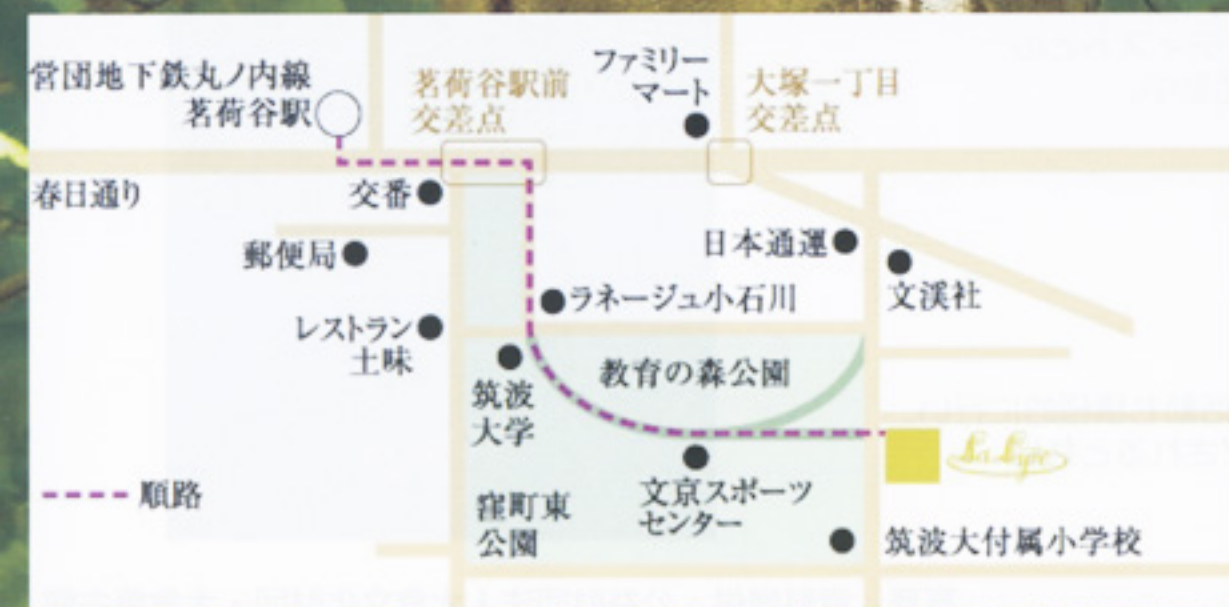 営団地下鉄丸ノ内線
茗荷谷駅
茗荷谷駅前
交差点
ファミリー
マート
大塚一丁目
交差点
春日通り
交番
郵便局
日本通運
文溪社
ラネージュ小石川
レストラン
土味
教育の森公園
筑波
大学
La Lyre
順路
窪町東
公園
文京スポーツ
センター
筑波大付属小学校